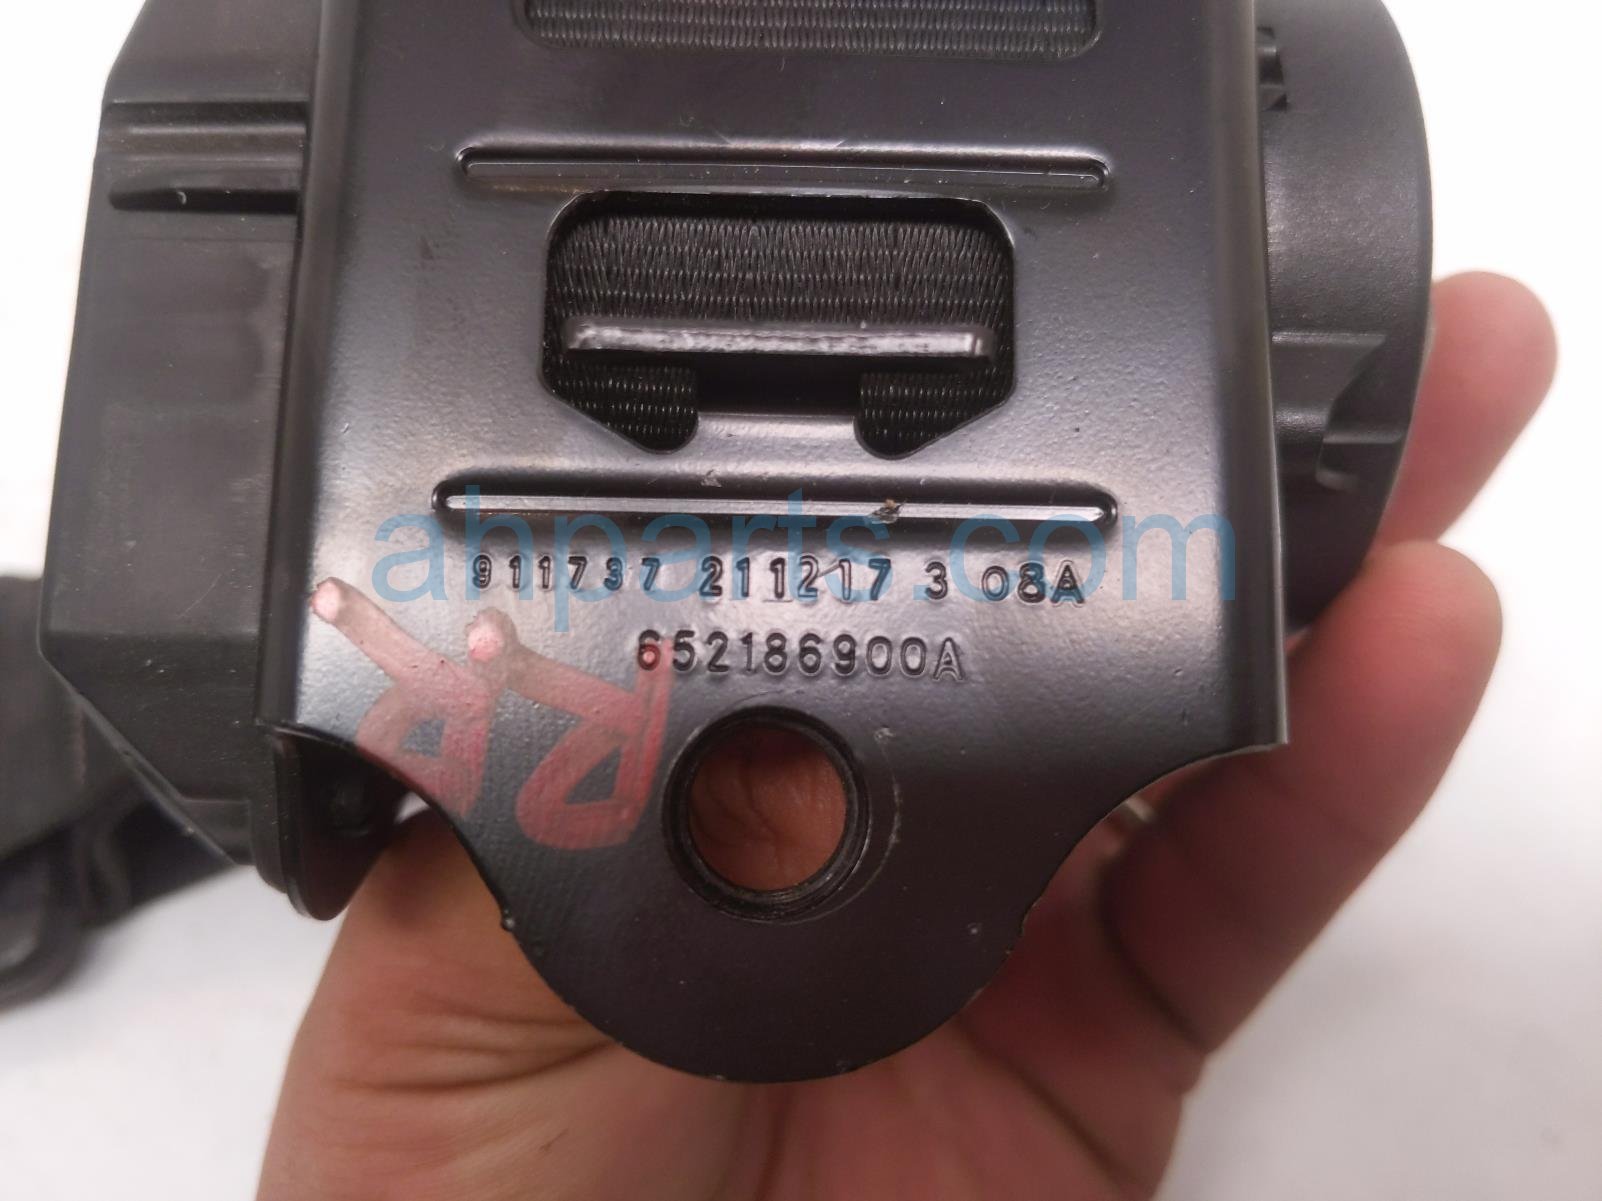 ahparts.com
911737 211217 3 08A
652186900A
RR